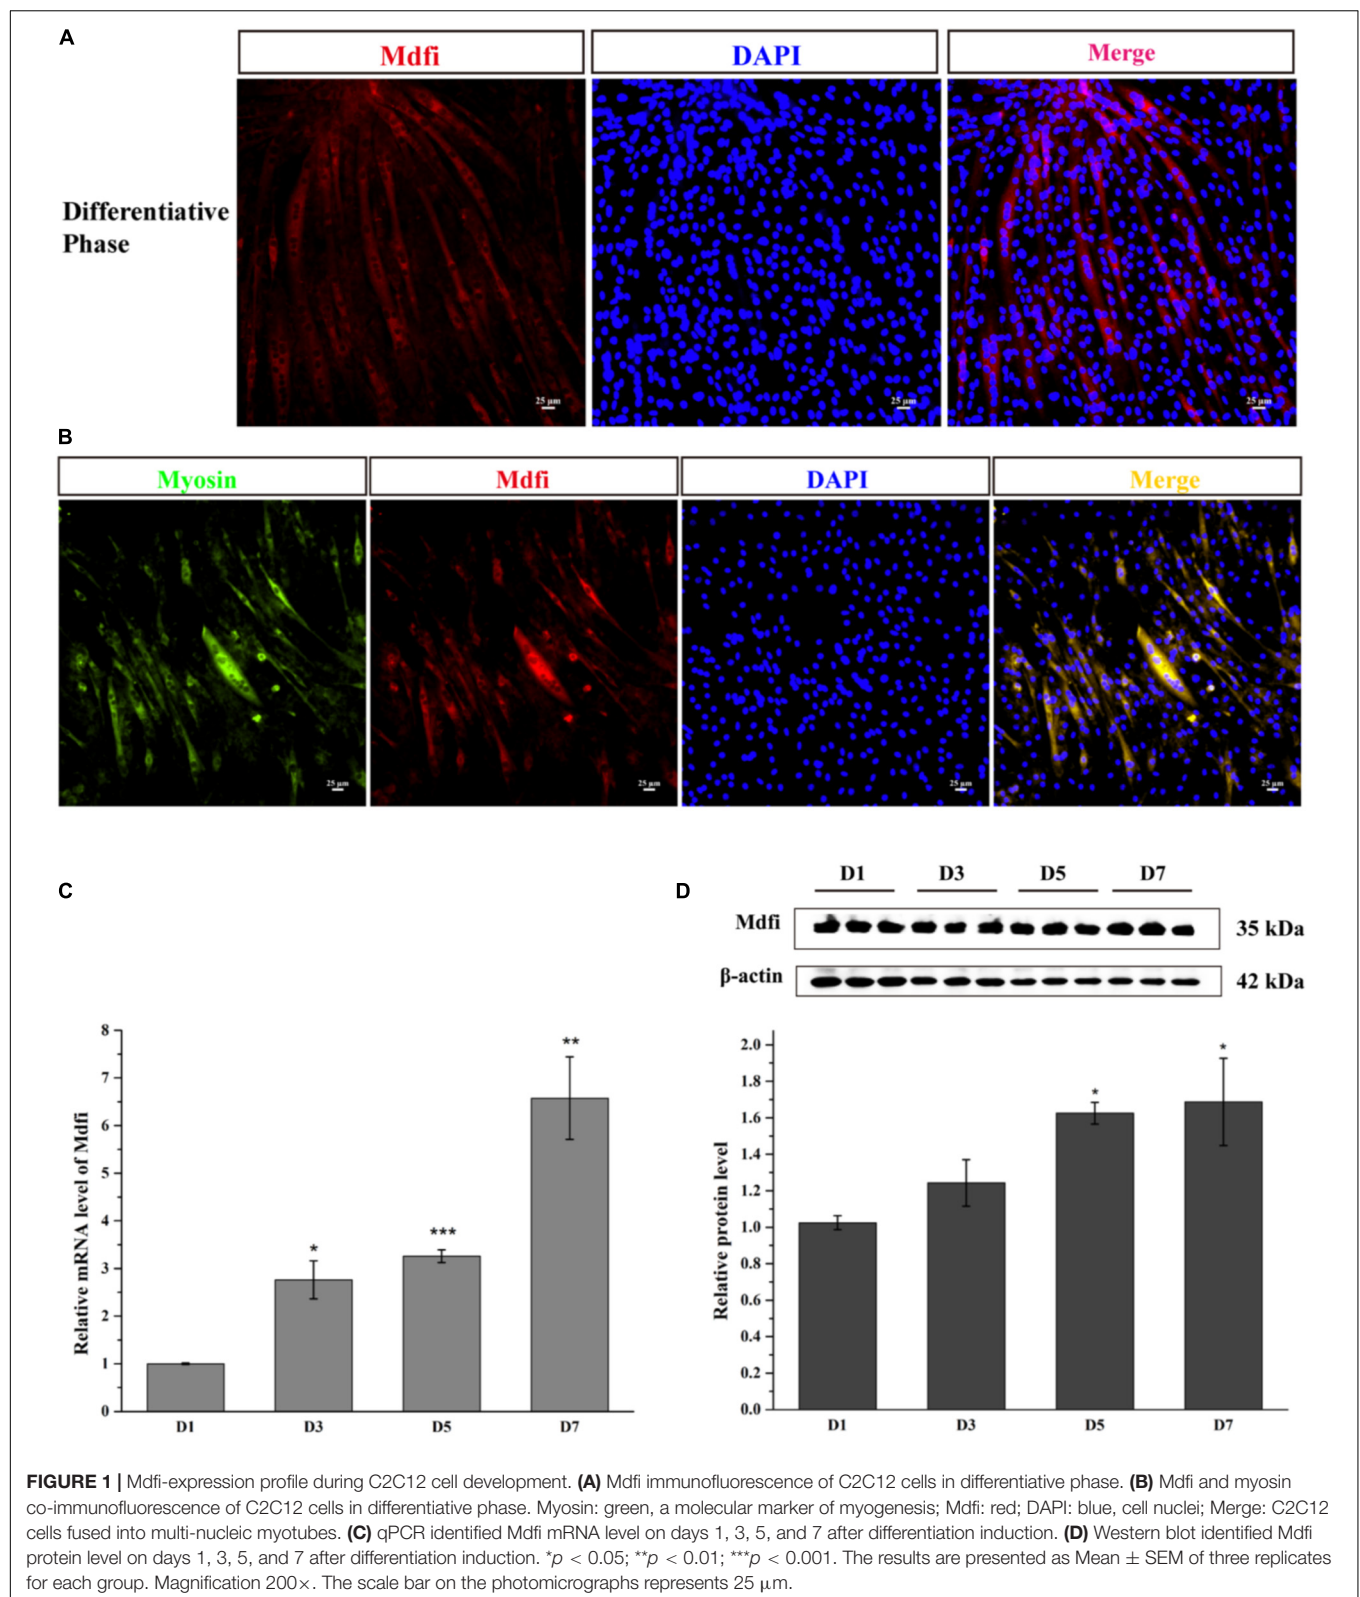 A
Mdfi DAPI Merge
Differentiative
Phase
25 μm 25 μm 25 μm
B
Myosin Mdfi DAPI Merge
25 μm 25 μm 25 μm 25 μm
C
Relative mRNA level of Mdfi
8
7
6
5
4
3
2
1
0
* *** **
D1 D3 D5 D7
D
D1 D3 D5 D7
Mdfi 35 kDa
β-actin 42 kDa
Relative protein level
2.0
1.8
1.6
1.4
1.2
1.0
0.8
0.6
0.4
0.2
0.0
* *
D1 D3 D5 D7
FIGURE 1 | Mdfi-expression profile during C2C12 cell development. (A) Mdfi immunofluorescence of C2C12 cells in differentiative phase. (B) Mdfi and myosin
co-immunofluorescence of C2C12 cells in differentiative phase. Myosin: green, a molecular marker of myogenesis; Mdfi: red; DAPI: blue, cell nuclei; Merge: C2C12
cells fused into multi-nucleic myotubes. (C) qPCR identified Mdfi mRNA level on days 1, 3, 5, and 7 after differentiation induction. (D) Western blot identified Mdfi
protein level on days 1, 3, 5, and 7 after differentiation induction. *p < 0.05; **p < 0.01; ***p < 0.001. The results are presented as Mean ± SEM of three replicates
for each group. Magnification 200×. The scale bar on the photomicrographs represents 25 μm.